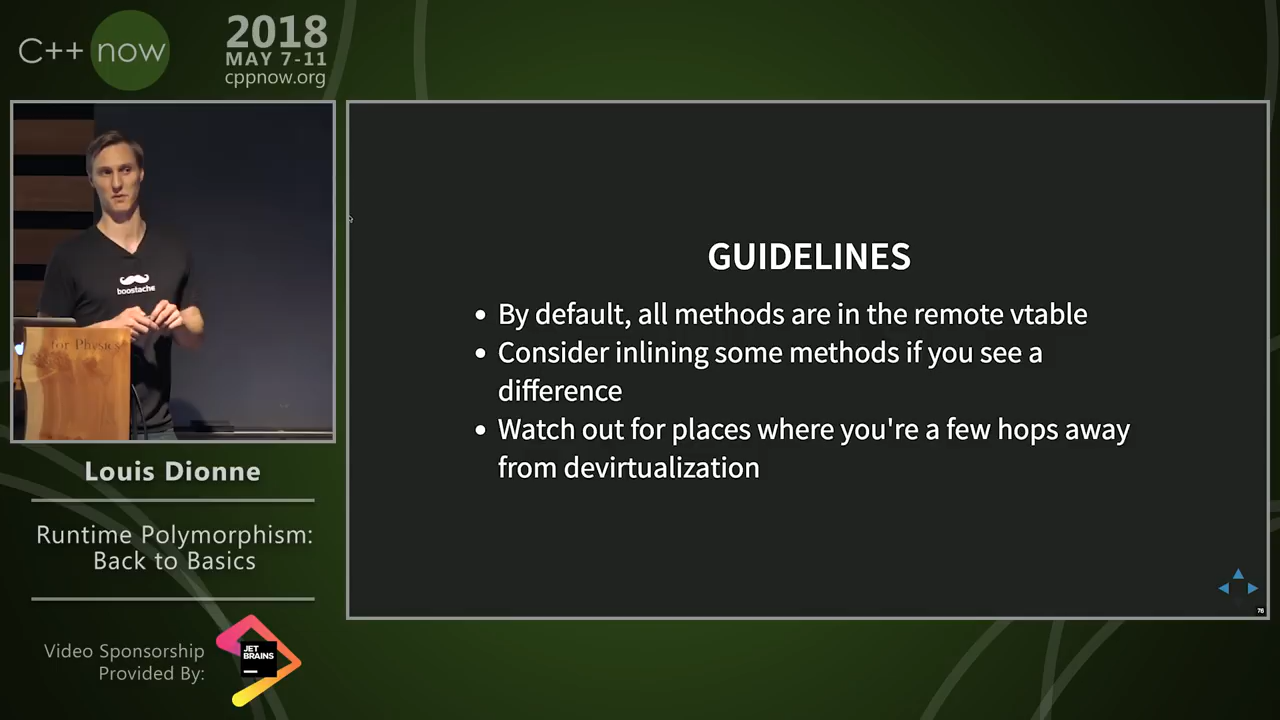 C++ now
2018
MAY 7-11
cppnow.org
boostache
for Physics
Louis Dionne
Runtime Polymorphism:
Back to Basics
Video Sponsorship
Provided By:
JET
BRAINS
GUIDELINES
• By default, all methods are in the remote vtable
• Consider inlining some methods if you see a
difference
• Watch out for places where you're a few hops away
from devirtualization
76